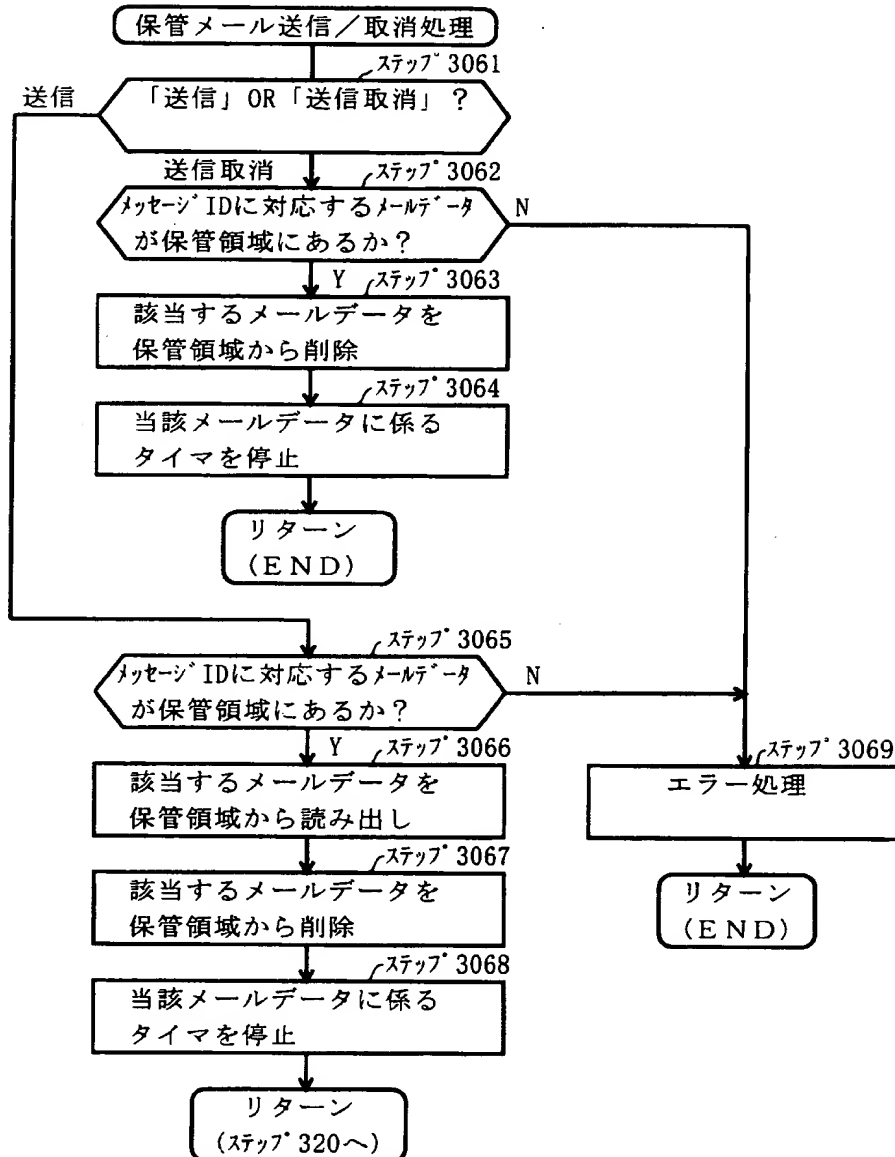 保管メール送信／取消処理
ステップ3061
送信
「送信」OR「送信取消」？
送信取消
ステップ3062
メッセージIDに対応するメールデータ
が保管領域にあるか？
N
Y
ステップ3063
該当するメールデータを
保管領域から削除
ステップ3064
当該メールデータに係る
タイマを停止
リターン
(END)
ステップ3065
メッセージIDに対応するメールデータ
が保管領域にあるか？
N
Y
ステップ3066
該当するメールデータを
保管領域から読み出し
ステップ3069
エラー処理
ステップ3067
該当するメールデータを
保管領域から削除
リターン
(END)
ステップ3068
当該メールデータに係る
タイマを停止
リターン
(ステップ320へ)